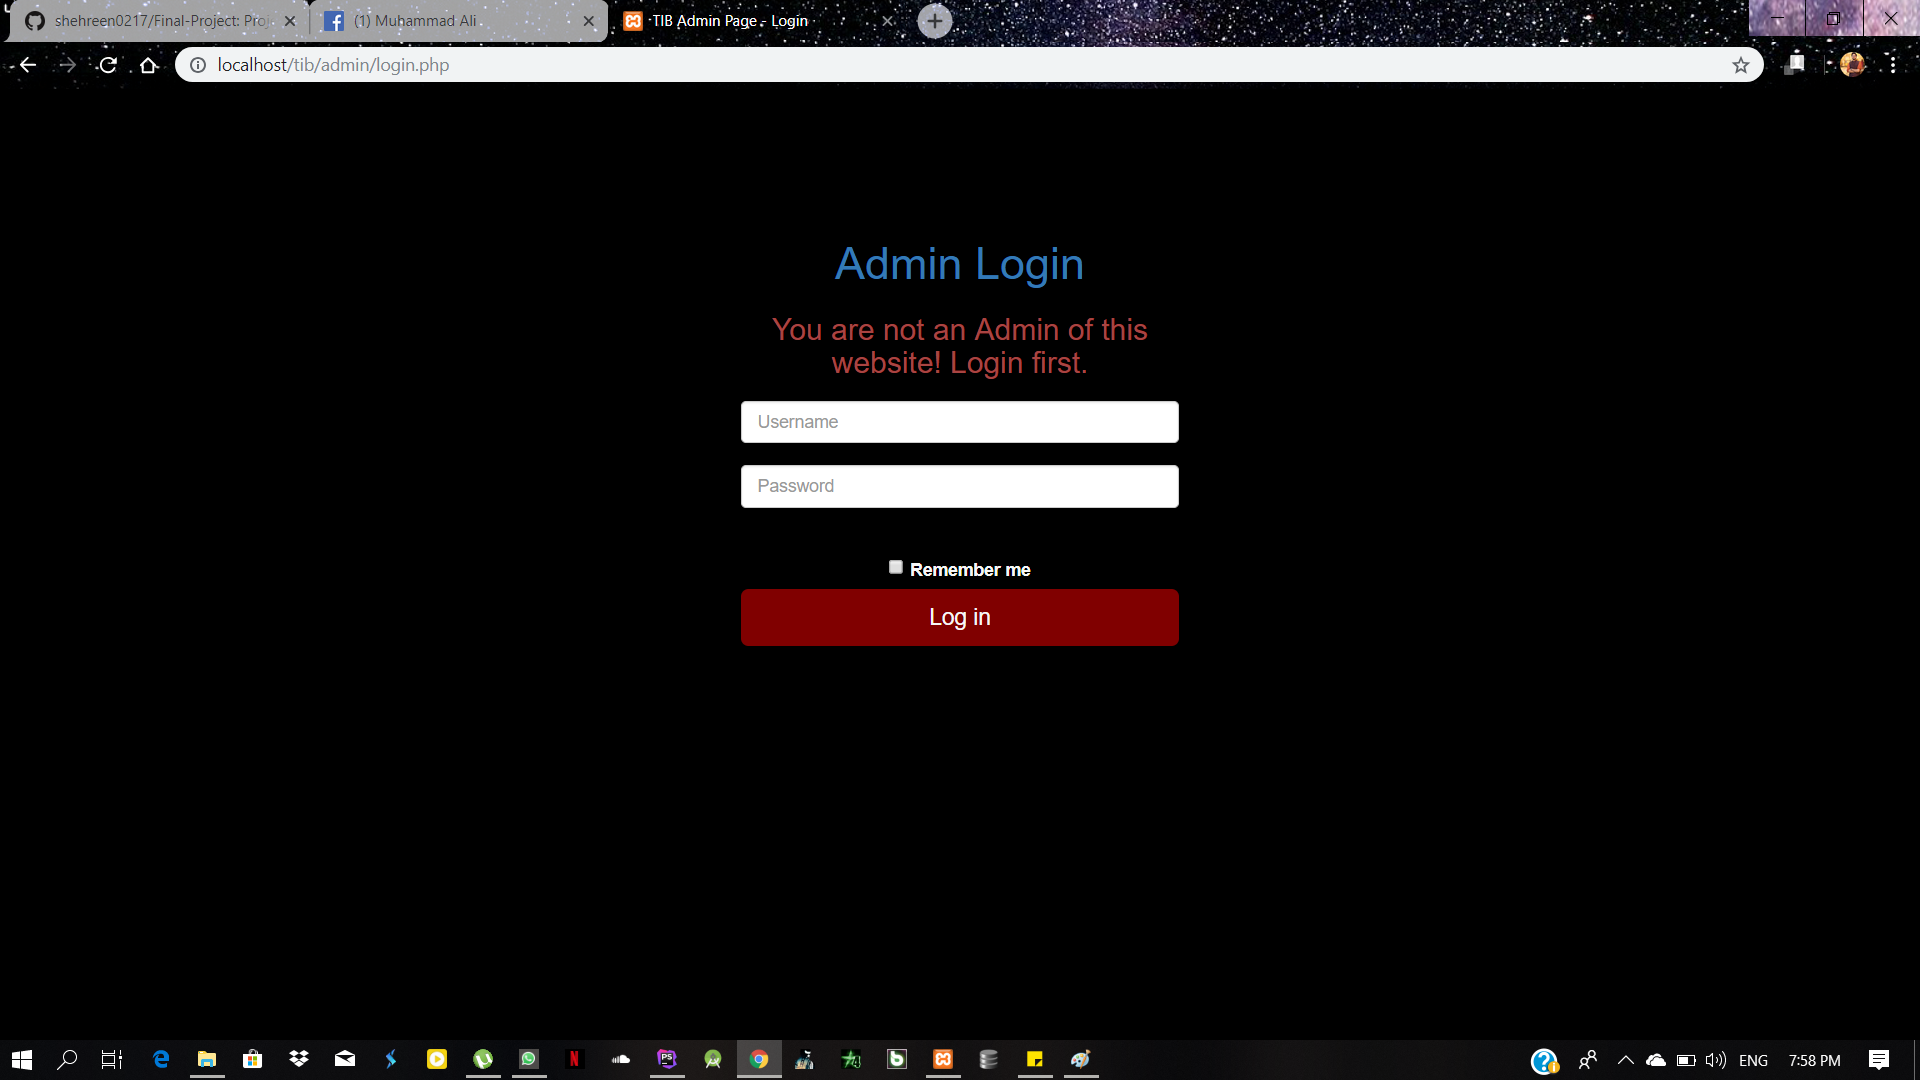 shehreen0217/Final-Project: Proj
(1) Muhammad Ali
TIB Admin Page - Login
localhost/tib/admin/login.php
Admin Login
You are not an Admin of this
website! Login first.
Username
Password
Remember me
Log in
ENG
7:58 PM